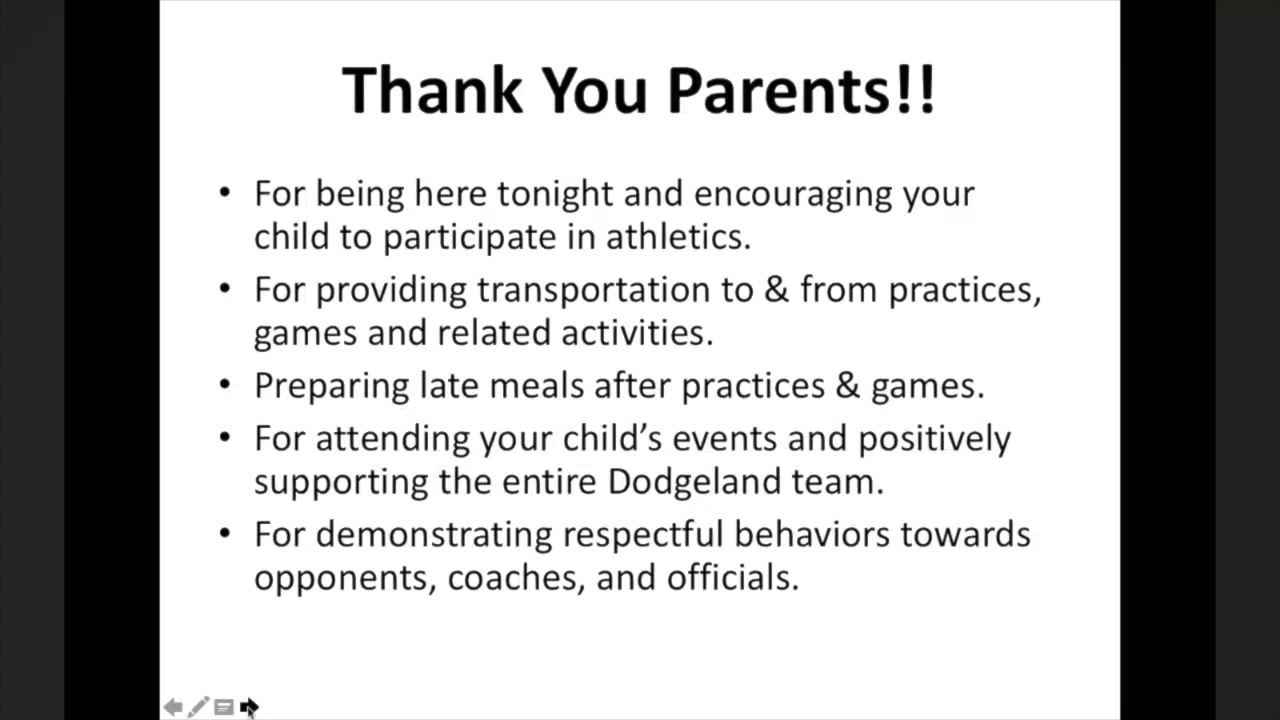 Thank You Parents!!
• For being here tonight and encouraging your
child to participate in athletics.
• For providing transportation to & from practices,
games and related activities.
• Preparing late meals after practices & games.
• For attending your child’s events and positively
supporting the entire Dodgeland team.
• For demonstrating respectful behaviors towards
opponents, coaches, and officials.